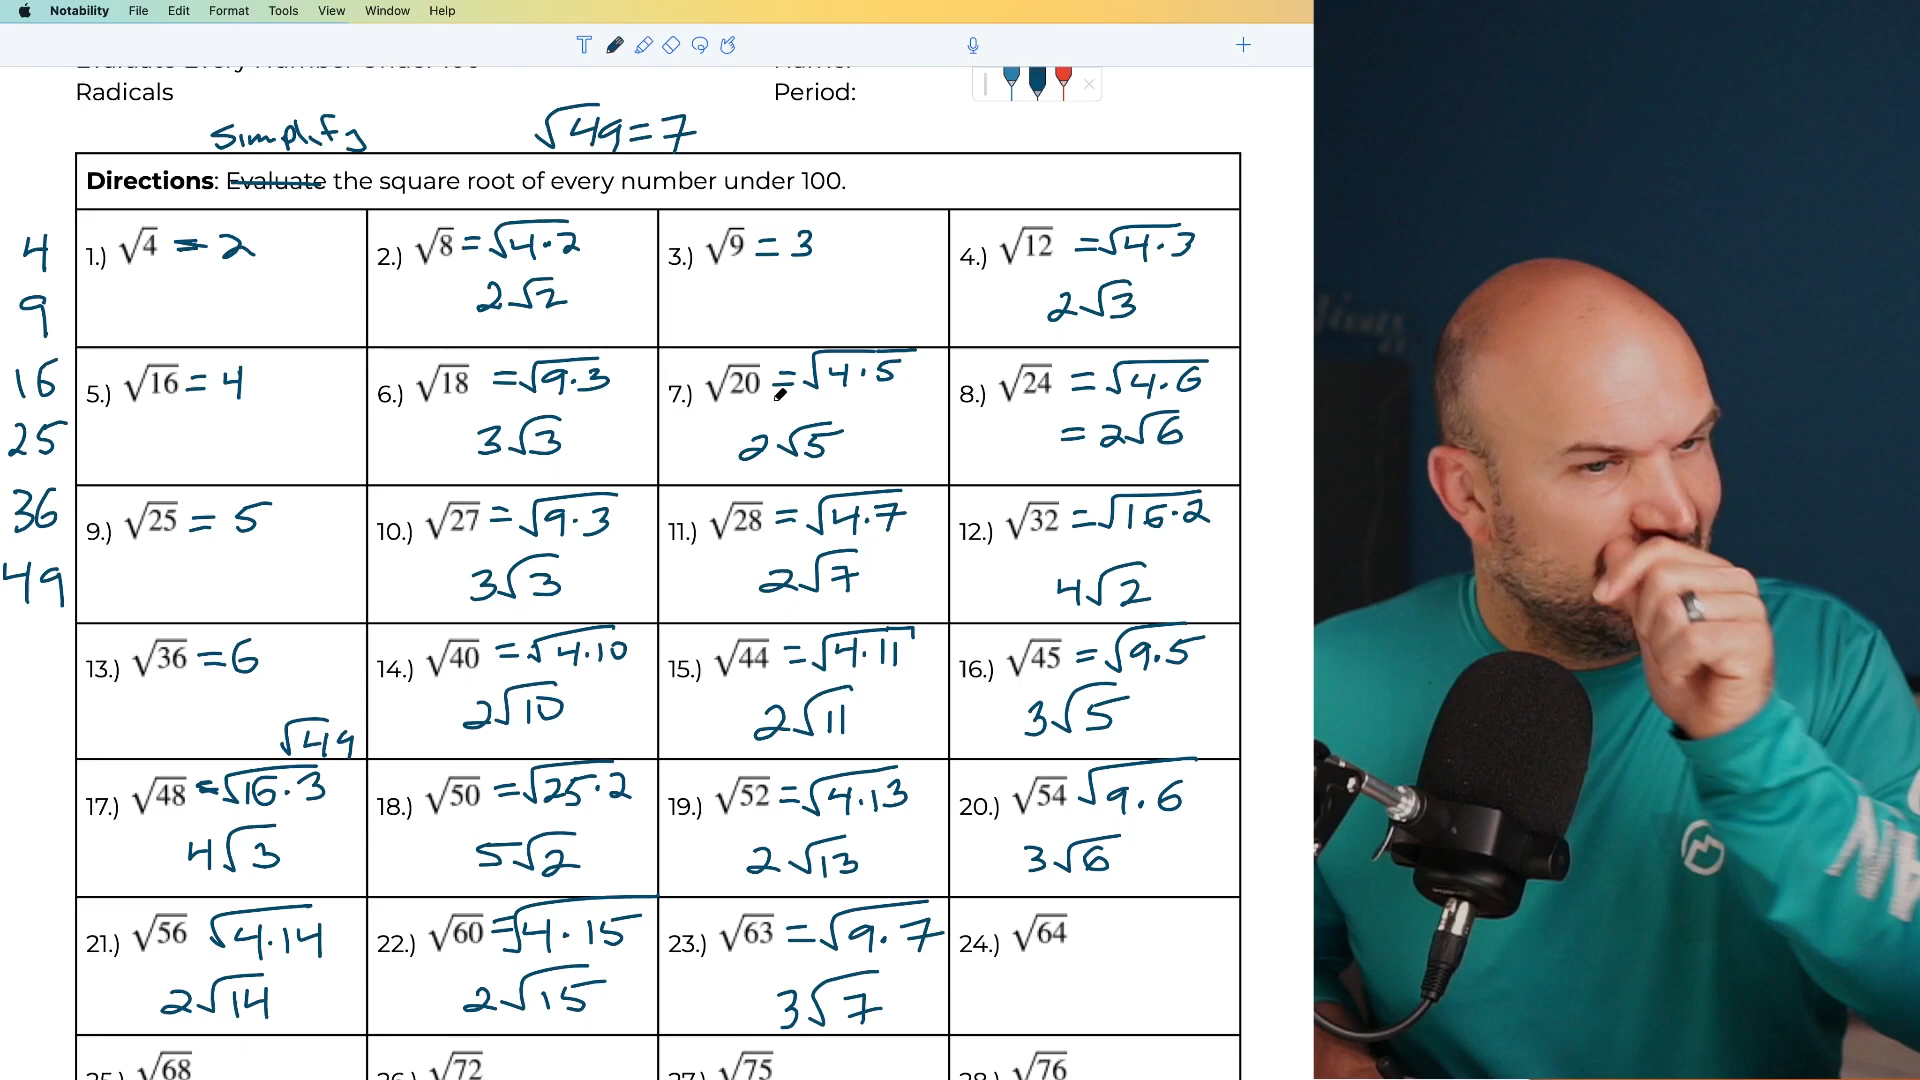 Notability File Edit Format Tools View Window Help
Radicals
Period:
Simplify √49 = 7
Directions: Evaluate the square root of every number under 100.
4
9
16
25
36
49
1.) √4 = 2
2.) √8 = √4·2
2√2
3.) √9 = 3
4.) √12 = √4·3
2√3
5.) √16 = 4
6.) √18 = √9·3
3√3
7.) √20 = √4·5
2√5
8.) √24 = √4·6
= 2√6
9.) √25 = 5
10.) √27 = √9·3
3√3
11.) √28 = √4·7
2√7
12.) √32 = √16·2
4√2
13.) √36 = 6
√49
14.) √40 = √4·10
2√10
15.) √44 = √4·11
2√11
16.) √45 = √9·5
3√5
17.) √48 = √16·3
4√3
18.) √50 = √25·2
5√2
19.) √52 = √4·13
2√13
20.) √54 √9·6
3√6
21.) √56 √4·14
2√14
22.) √60 = √4·15
2√15
23.) √63 = √9·7
3√7
24.) √64
25.) √68
26.) √72
27.) √75
28.) √76